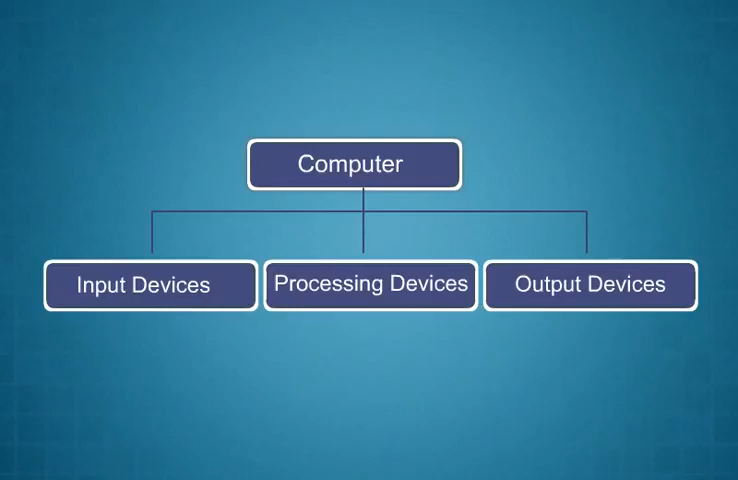 Computer
Input Devices
Processing Devices
Output Devices